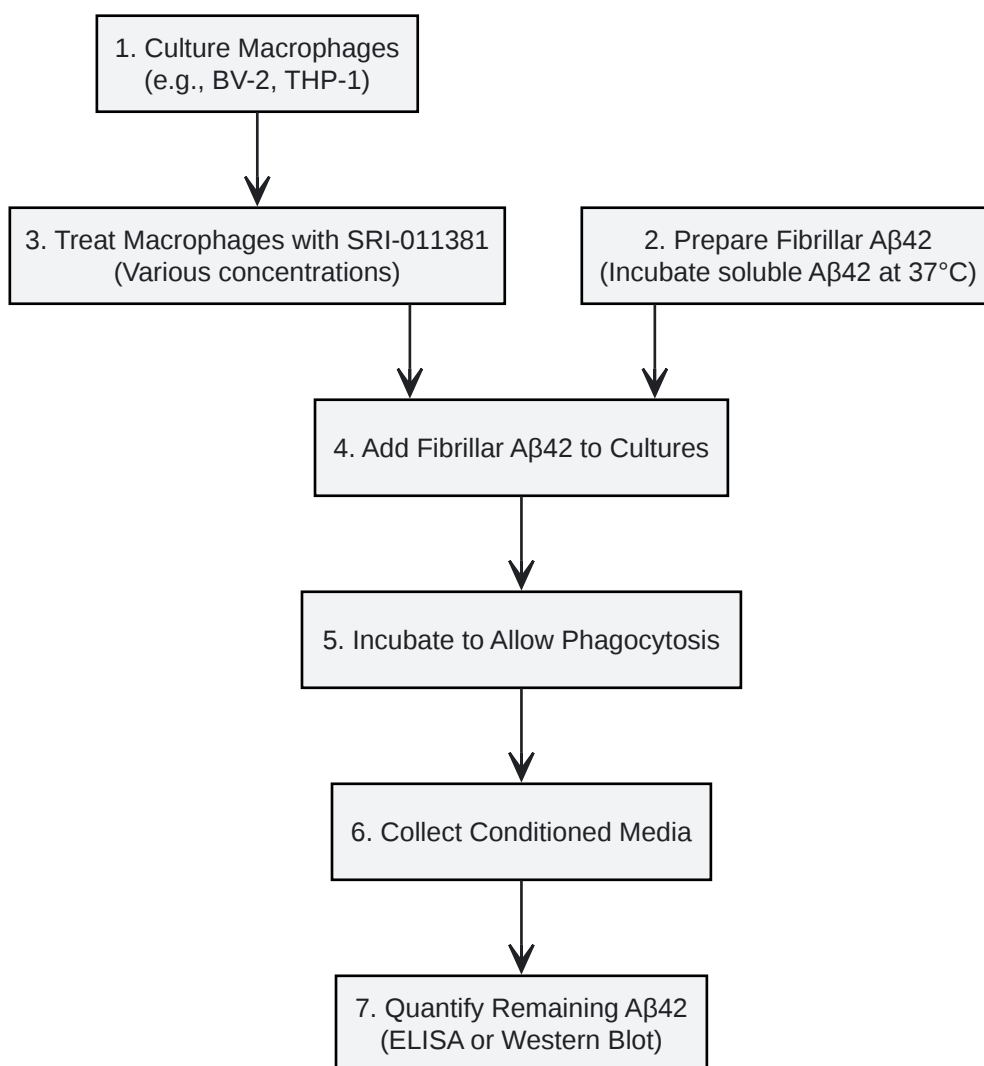 1. Culture Macrophages
(e.g., BV-2, THP-1)
3. Treat Macrophages with SRI-011381
(Various concentrations)
2. Prepare Fibrillar Aβ42
(Incubate soluble Aβ42 at 37°C)
4. Add Fibrillar Aβ42 to Cultures
5. Incubate to Allow Phagocytosis
6. Collect Conditioned Media
7. Quantify Remaining Aβ42
(ELISA or Western Blot)